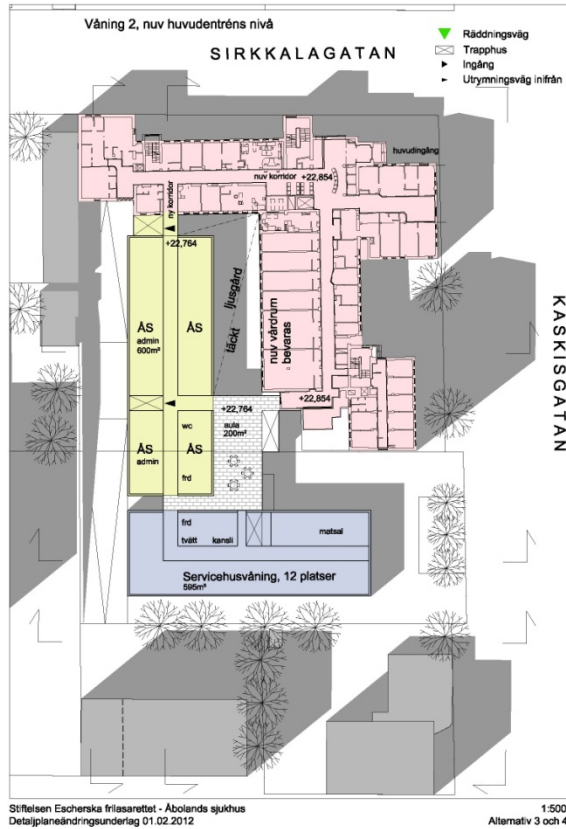 Våning 2, nuv huvudentréns nivå
SIRKKALAGATAN
Räddningsväg
Trapphus
Ingång
Utrymningsväg inifrån
huvudingång
nuv korridor
+22,854
ny korridor
+22,764
ÅS
admin
600m²
ÅS
täckt ljusgård
nuv vårdrum
bevaras
KASKISGATAN
+22,764
+22,854
aula
200m²
wc
ÅS
admin
ÅS
frd
frd
tvätt
kansli
matsal
Servicehusvåning, 12 platser
595m²
Stiftelsen Escherska frilasarettet - Åbolands sjukhus
Detaljplaneändringsunderlag 01.02.2012
1:500
Alternativ 3 och 4